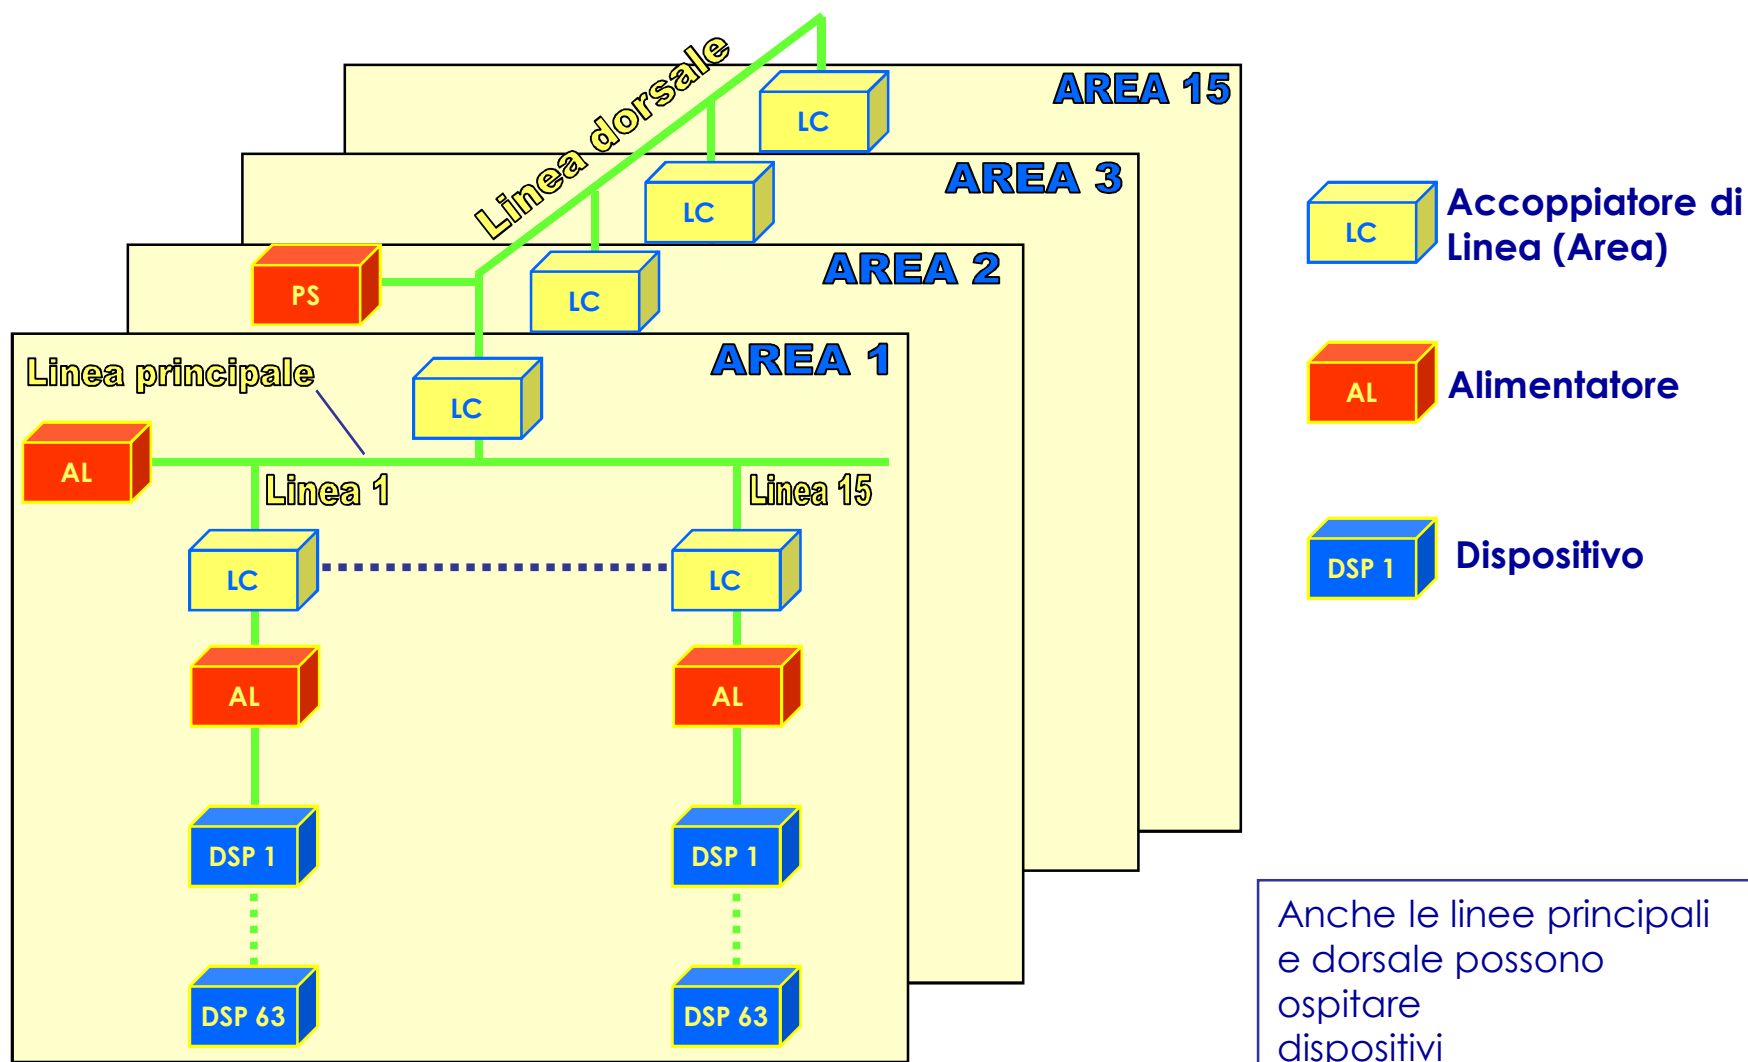 AREA 15
LC
Linea dorsale
AREA 3
LC
AREA 2
PS
LC
AREA 1
Linea principale
LC
AL
Linea 1
Linea 15
LC
LC
AL
AL
DSP 1
DSP 1
DSP 63
DSP 63
LC
Accoppiatore di
Linea (Area)
AL
Alimentatore
DSP 1
Dispositivo
Anche le linee principali
e dorsale possono
ospitare
dispositivi